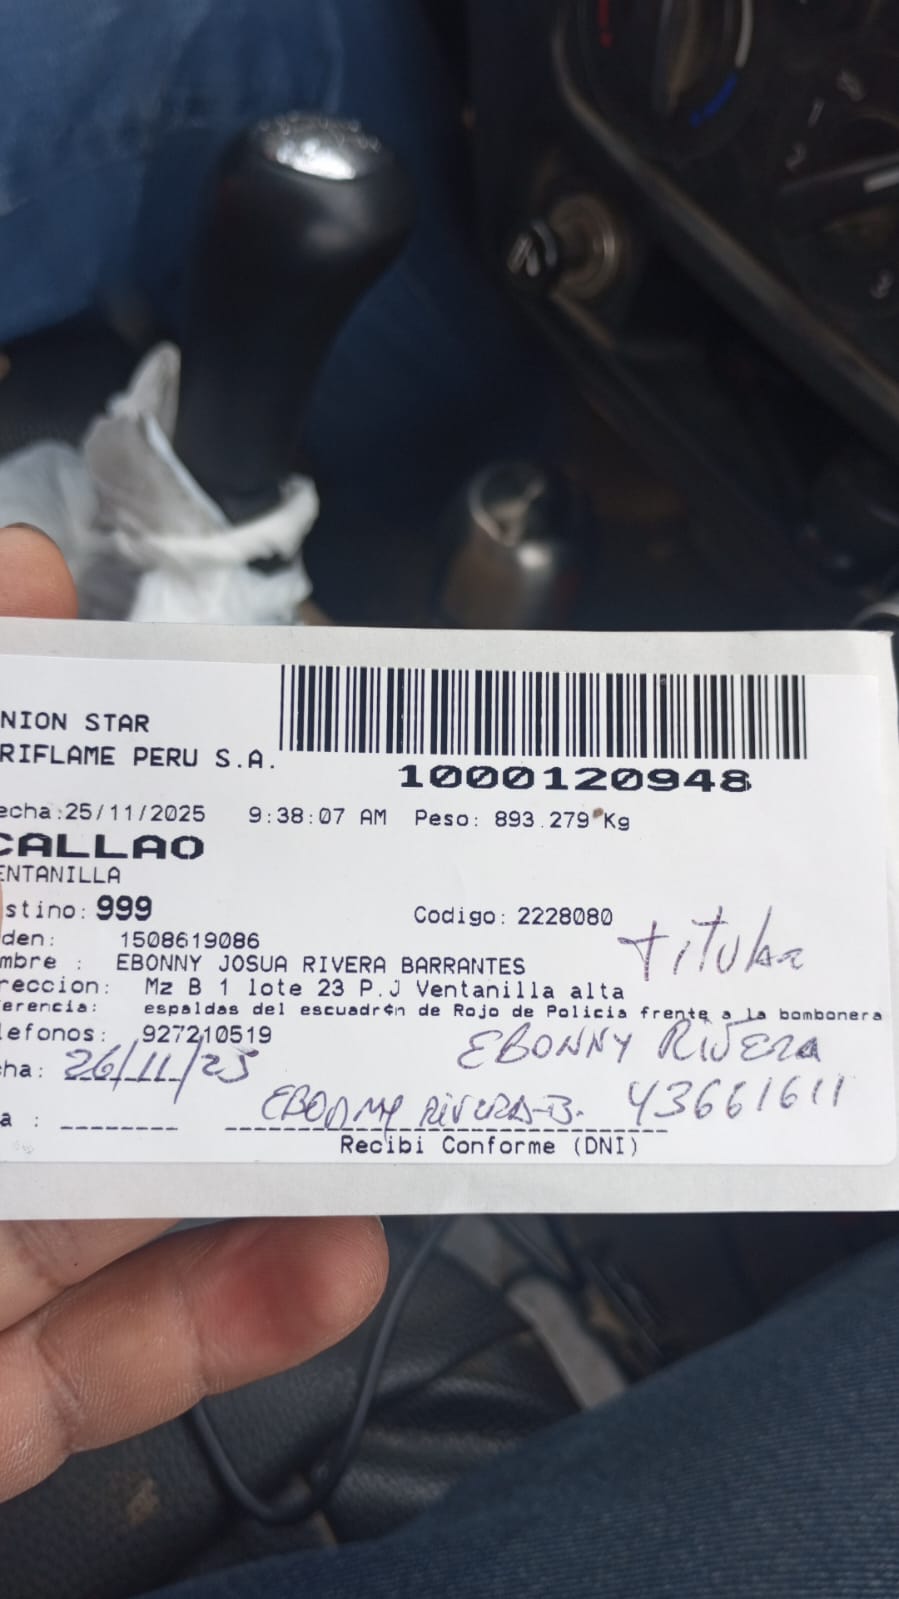 NION STAR
RIFLAME PERU S.A.
1000120948
echa:25/11/2025 9:38:07 AM Peso: 893.279 Kg
CALLAO
ENTANILLA
stino: 999 Codigo: 2228080
den: 1508619086
titular
mbre : EBONNY JOSUA RIVERA BARRANTES
reccion: Mz B 1 lote 23 P.J Ventanilla alta
erencia: espaldas del escuadr¢n de Rojo de Policia frente a la bombonera
lefonos: 927210519
EBONNY RIVERA
ha: 26/11/25
a : EBONNY RIVERA B. 43661611
Recibi Conforme (DNI)